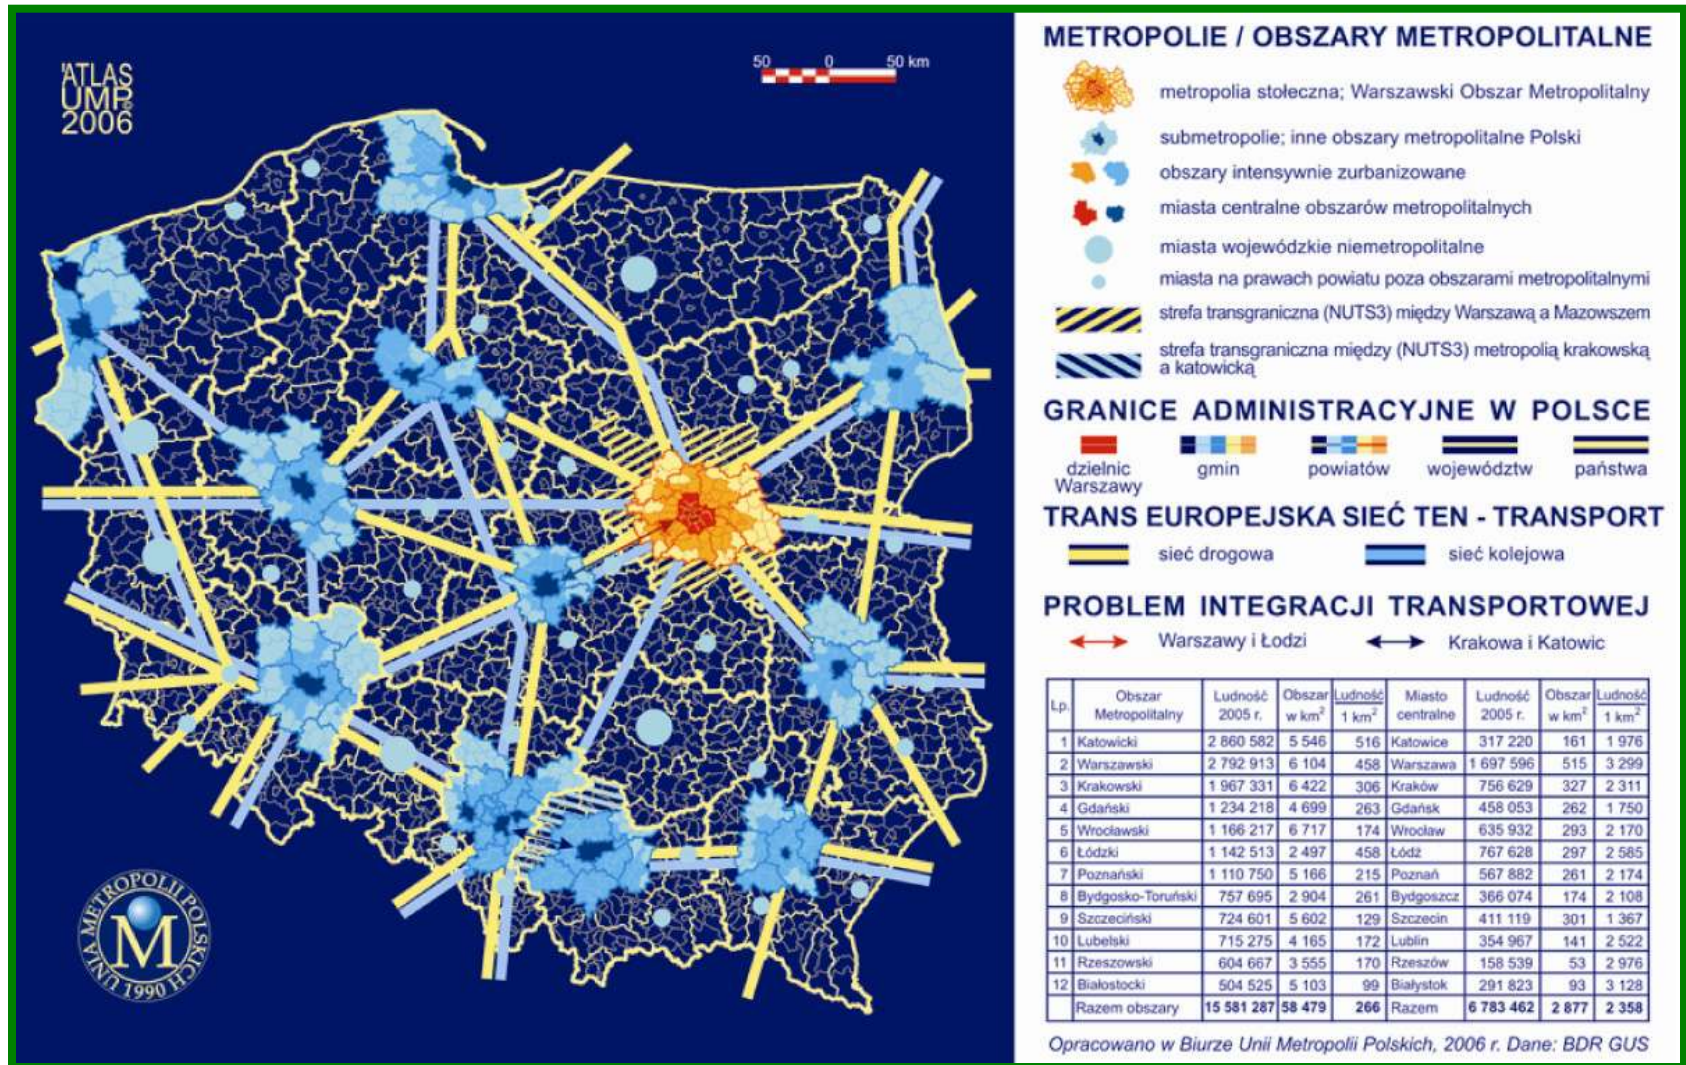 ATLAS
UMP
2006
50 0 50 km
UNIA METROPOLII POLSKICH
M
1990
METROPOLIE / OBSZARY METROPOLITALNE
metropolia stołeczna; Warszawski Obszar Metropolitalny
submetropolie; inne obszary metropolitalne Polski
obszary intensywnie zurbanizowane
miasta centralne obszarów metropolitalnych
miasta wojewódzkie niemetropolitalne
miasta na prawach powiatu poza obszarami metropolitalnymi
strefa transgraniczna (NUTS3) między Warszawą a Mazowszem
strefa transgraniczna między (NUTS3) metropolią krakowską
a katowicką
GRANICE ADMINISTRACYJNE W POLSCE
dzielnic gmin powiatów województw państwa
Warszawy
TRANS EUROPEJSKA SIEĆ TEN - TRANSPORT
sieć drogowa sieć kolejowa
PROBLEM INTEGRACJI TRANSPORTOWEJ
Warszawy i Łodzi Krakowa i Katowic
Lp. Obszar Metropolitalny Ludność 2005 r. Obszar w km² Ludność 1 km² Miasto centralne Ludność 2005 r. Obszar w km² Ludność 1 km²
1 Katowicki 2 860 582 5 546 516 Katowice 317 220 161 1 976
2 Warszawski 2 792 913 6 104 458 Warszawa 1 697 596 515 3 299
3 Krakowski 1 967 331 6 422 306 Kraków 756 629 327 2 311
4 Gdański 1 234 218 4 699 263 Gdańsk 458 053 262 1 750
5 Wrocławski 1 166 217 6 717 174 Wrocław 635 932 293 2 170
6 Łódzki 1 142 513 2 497 458 Łódź 767 628 297 2 585
7 Poznański 1 110 750 5 166 215 Poznań 567 882 261 2 174
8 Bydgosko-Toruński 757 695 2 904 261 Bydgoszcz 366 074 174 2 108
9 Szczeciński 724 601 5 602 129 Szczecin 411 119 301 1 367
10 Lubelski 715 275 4 165 172 Lublin 354 967 141 2 522
11 Rzeszowski 604 667 3 555 170 Rzeszów 158 539 53 2 976
12 Białostocki 504 525 5 103 99 Białystok 291 823 93 3 128
Razem obszary 15 581 287 58 479 266 Razem 6 783 462 2 877 2 358
Opracowano w Biurze Unii Metropolii Polskich, 2006 r. Dane: BDR GUS